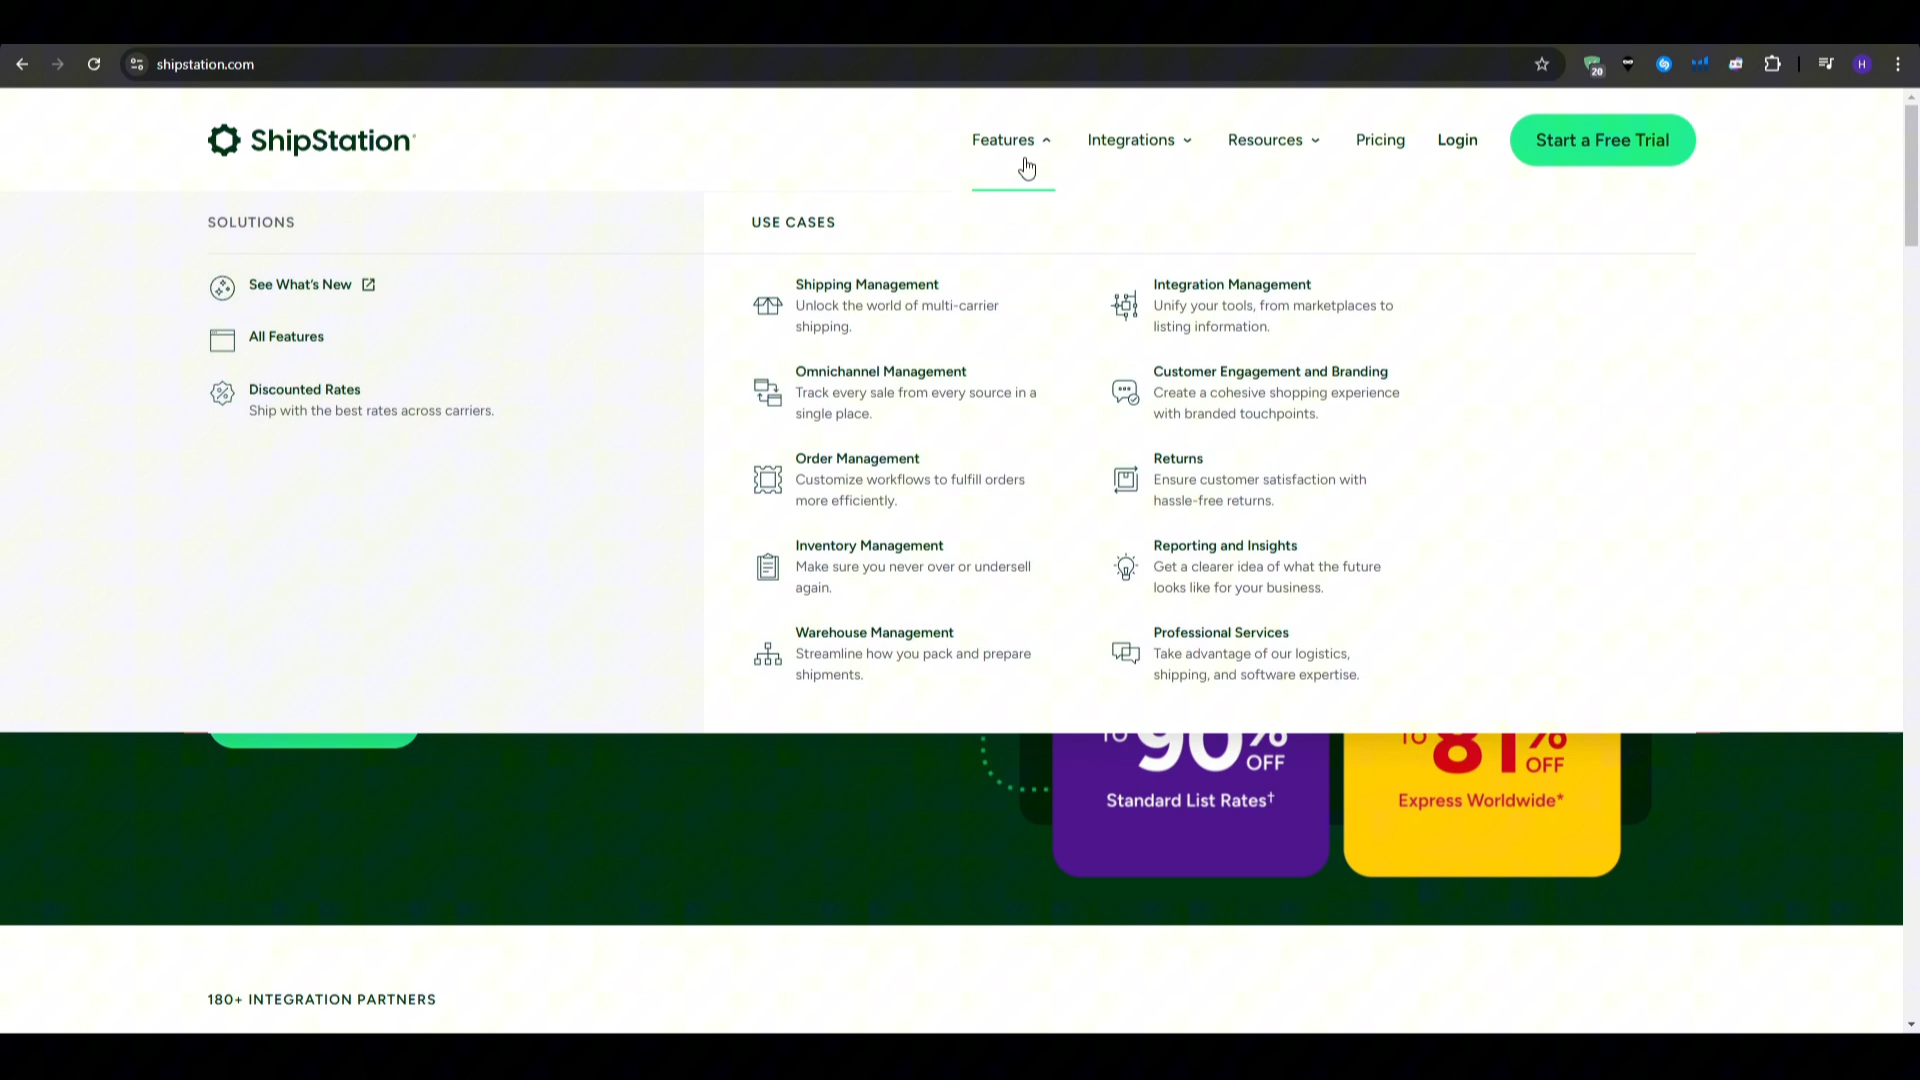 shipstation.com
20
H
ShipStation
Features
Integrations
Resources
Pricing
Login
Start a Free Trial
SOLUTIONS
See What's New
All Features
Discounted Rates
Ship with the best rates across carriers.
USE CASES
Shipping Management
Unlock the world of multi-carrier
shipping.
Omnichannel Management
Track every sale from every source in a
single place.
Order Management
Customize workflows to fulfill orders
more efficiently.
Inventory Management
Make sure you never over or undersell
again.
Warehouse Management
Streamline how you pack and prepare
shipments.
Integration Management
Unify your tools, from marketplaces to
listing information.
Customer Engagement and Branding
Create a cohesive shopping experience
with branded touchpoints.
Returns
Ensure customer satisfaction with
hassle-free returns.
Reporting and Insights
Get a clearer idea of what the future
looks like for your business.
Professional Services
Take advantage of our logistics,
shipping, and software expertise.
TO 90% OFF
Standard List Rates†
TO 81% OFF
Express Worldwide*
180+ INTEGRATION PARTNERS